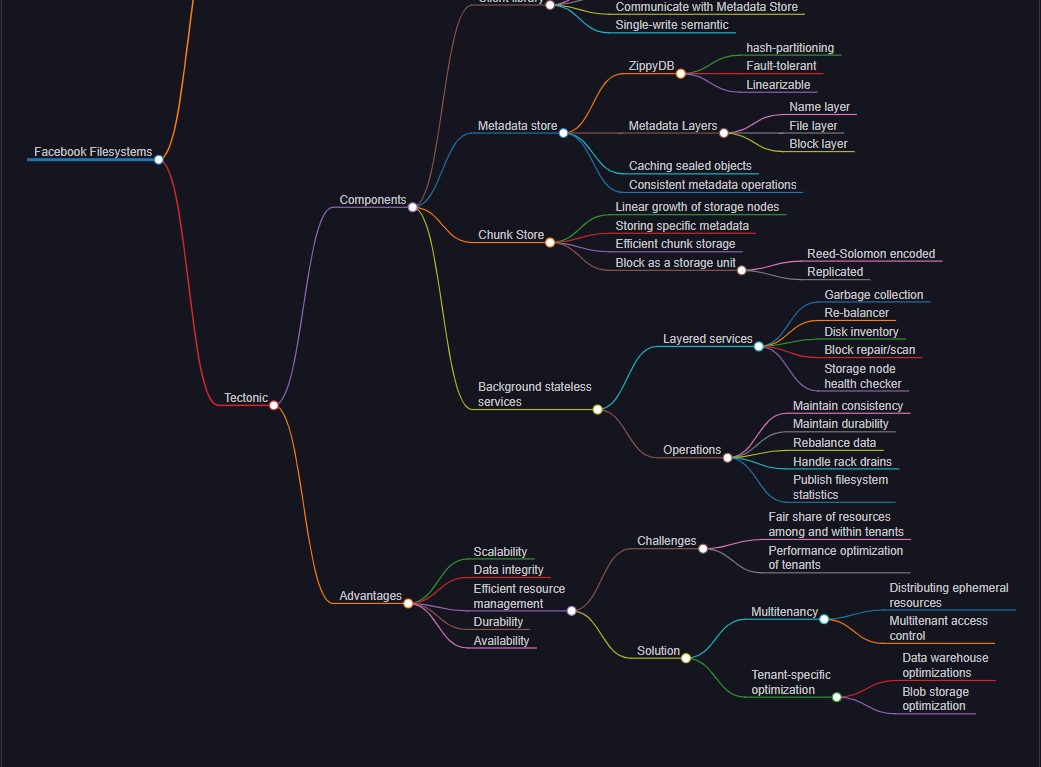 Client library
Communicate with Metadata Store
Single-write semantic
hash-partitioning
ZippyDB
Fault-tolerant
Linearizable
Name layer
Metadata store
Metadata Layers
File layer
Block layer
Facebook Filesystems
Caching sealed objects
Consistent metadata operations
Components
Linear growth of storage nodes
Storing specific metadata
Chunk Store
Efficient chunk storage
Block as a storage unit
Reed-Solomon encoded
Replicated
Garbage collection
Re-balancer
Disk inventory
Layered services
Block repair/scan
Storage node
health checker
Background stateless
services
Tectonic
Maintain consistency
Maintain durability
Rebalance data
Operations
Handle rack drains
Publish filesystem
statistics
Fair share of resources
among and within tenants
Challenges
Performance optimization
of tenants
Scalability
Data integrity
Efficient resource
management
Advantages
Durability
Availability
Distributing ephemeral
resources
Multitenancy
Multitenant access
control
Solution
Data warehouse
optimizations
Tenant-specific
optimization
Blob storage
optimization